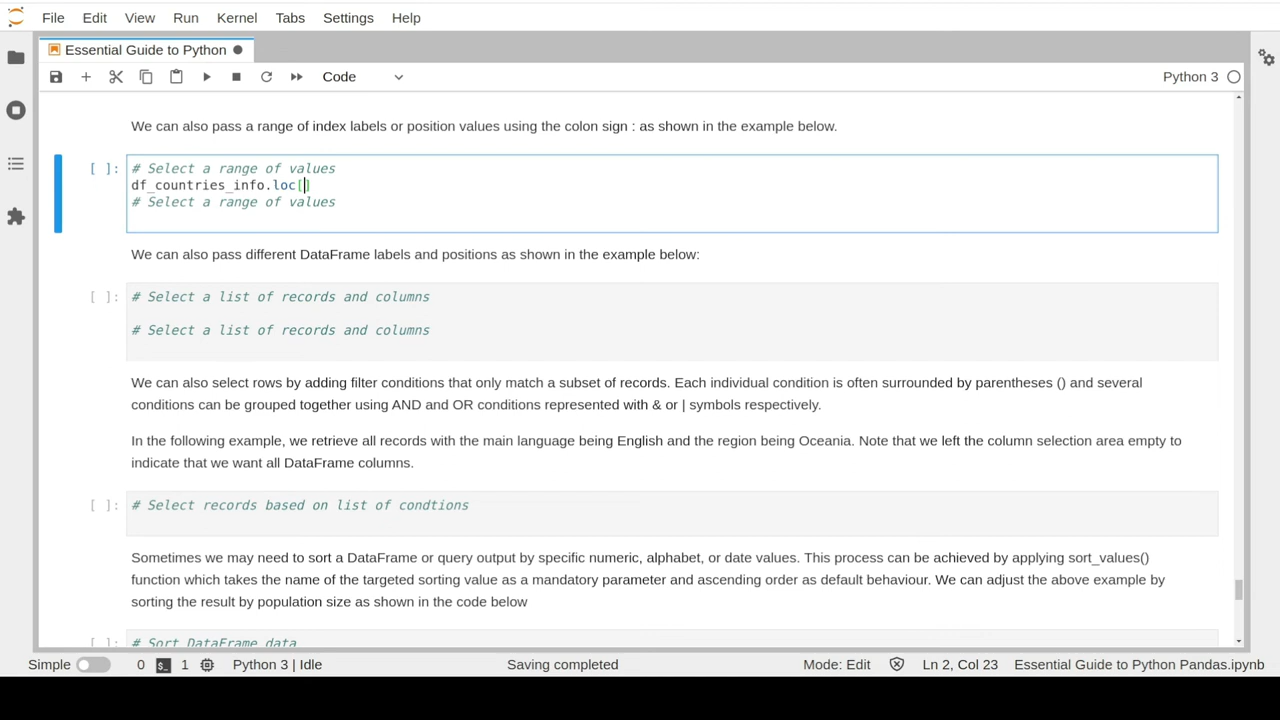 File Edit View Run Kernel Tabs Settings Help
Essential Guide to Python
Code
Python 3
We can also pass a range of index labels or position values using the colon sign : as shown in the example below.
[ ]: # Select a range of values
df_countries_info.loc[]
# Select a range of values
We can also pass different DataFrame labels and positions as shown in the example below:
[ ]: # Select a list of records and columns
# Select a list of records and columns
We can also select rows by adding filter conditions that only match a subset of records. Each individual condition is often surrounded by parentheses () and several
conditions can be grouped together using AND and OR conditions represented with & or | symbols respectively.
In the following example, we retrieve all records with the main language being English and the region being Oceania. Note that we left the column selection area empty to
indicate that we want all DataFrame columns.
[ ]: # Select records based on list of condtions
Sometimes we may need to sort a DataFrame or query output by specific numeric, alphabet, or date values. This process can be achieved by applying sort_values()
function which takes the name of the targeted sorting value as a mandatory parameter and ascending order as default behaviour. We can adjust the above example by
sorting the result by population size as shown in the code below
[ ]: # Sort DataFrame data
Simple 0 $_ 1 Python 3 | Idle Saving completed Mode: Edit Ln 2, Col 23 Essential Guide to Python Pandas.ipynb